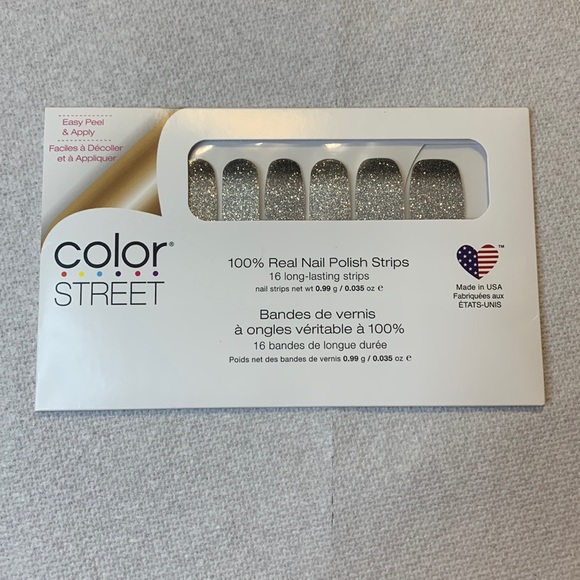 Easy Peel
& Apply
Faciles à Décoller
et à Appliquer
color®
STREET
100% Real Nail Polish Strips
16 long-lasting strips
nail strips net wt 0.99 g / 0.035 oz ℮
Bandes de vernis
à ongles véritable à 100%
16 bandes de longue durée
Poids net des bandes de vernis 0.99 g / 0.035 oz ℮
™
Made in USA
Fabriquées aux
ÉTATS-UNIS